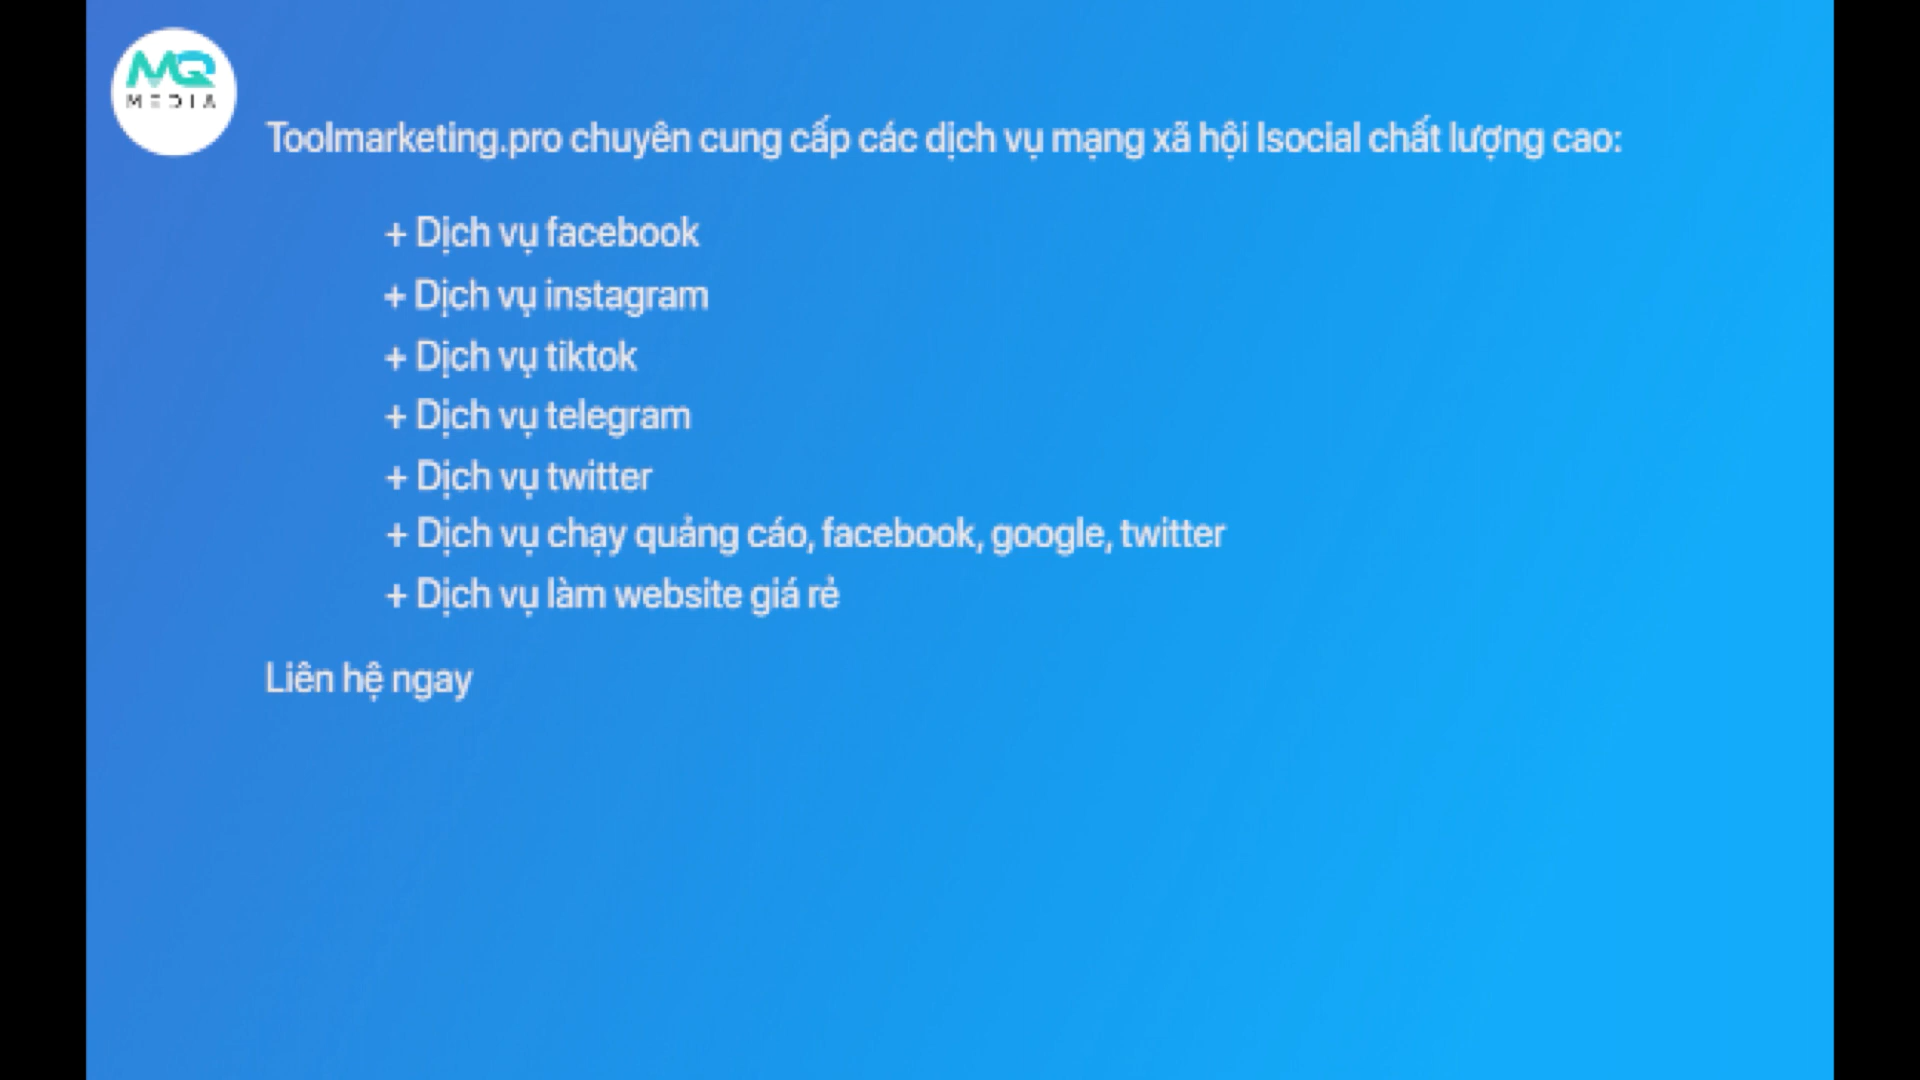 MQ
MEDIA
Toolmarketing.pro chuyên cung cấp các dịch vụ mạng xã hội Isocial chất lượng cao:
+ Dịch vụ facebook
+ Dịch vụ instagram
+ Dịch vụ tiktok
+ Dịch vụ telegram
+ Dịch vụ twitter
+ Dịch vụ chạy quảng cáo, facebook, google, twitter
+ Dịch vụ làm website giá rẻ
Liên hệ ngay